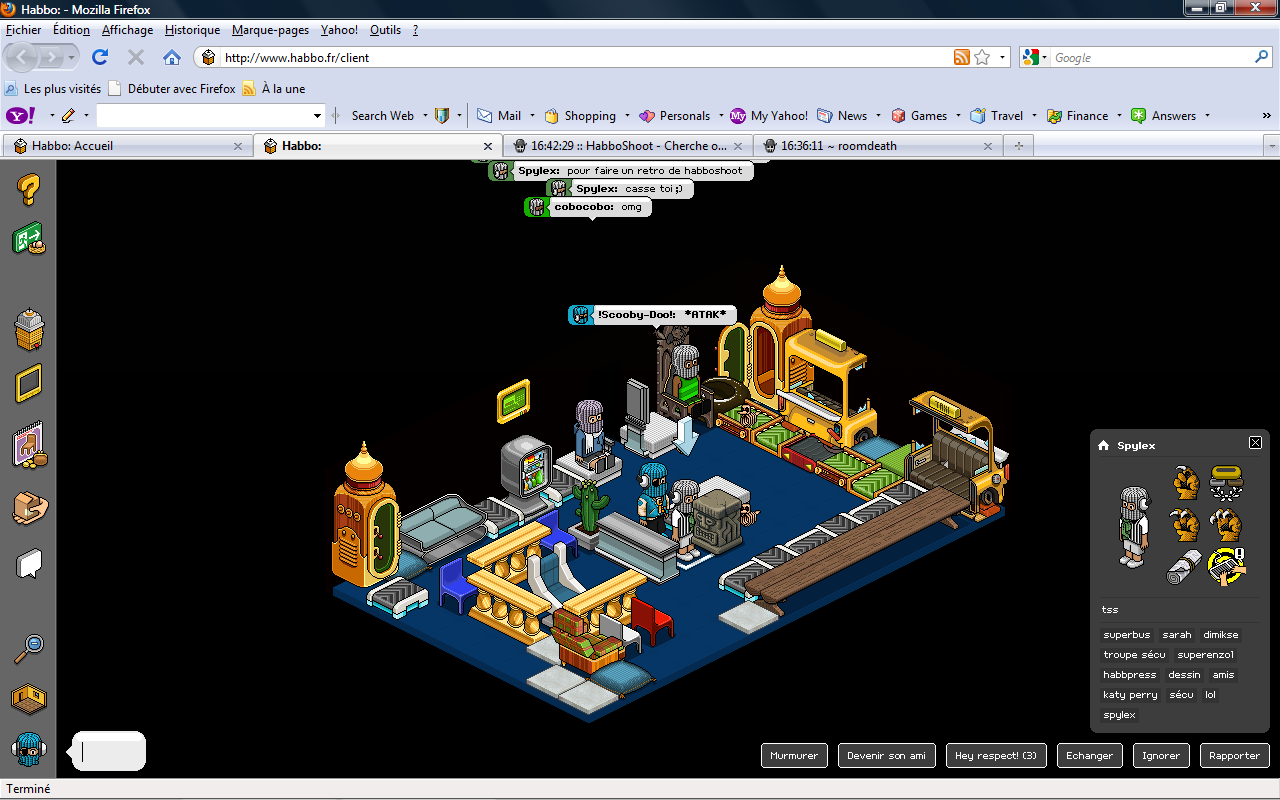 Habbo: - Mozilla Firefox
Fichier Édition Affichage Historique Marque-pages Yahoo! Outils ?
http://www.habbo.fr/client
Google
Les plus visités Débuter avec Firefox À la une
Y! Search Web Mail Shopping Personals My My Yahoo! News Games Travel Finance Answers »
Habbo: Accueil Habbo: 16:42:29 :: HabboShoot - Cherche o... 16:36:11 ~ roomdeath
Spylex: pour faire un retro de habboshoot
Spylex: casse toi ;)
cobocobo: omg
!Scooby-Doo!: *ATAK*
TAXI
Spylex
tss
superbus sarah dimikse
troupe sécu superenzo1
habbpress dessin amis
katy perry sécu lol
spylex
Murmurer Devenir son ami Hey respect! (3) Echanger Ignorer Rapporter
Terminé